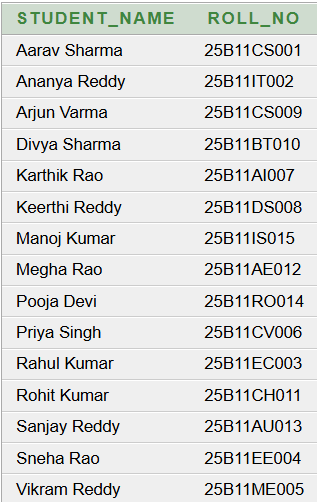 STUDENT_NAME ROLL_NO
Aarav Sharma 25B11CS001
Ananya Reddy 25B11IT002
Arjun Varma 25B11CS009
Divya Sharma 25B11BT010
Karthik Rao 25B11AI007
Keerthi Reddy 25B11DS008
Manoj Kumar 25B11IS015
Megha Rao 25B11AE012
Pooja Devi 25B11RO014
Priya Singh 25B11CV006
Rahul Kumar 25B11EC003
Rohit Kumar 25B11CH011
Sanjay Reddy 25B11AU013
Sneha Rao 25B11EE004
Vikram Reddy 25B11ME005